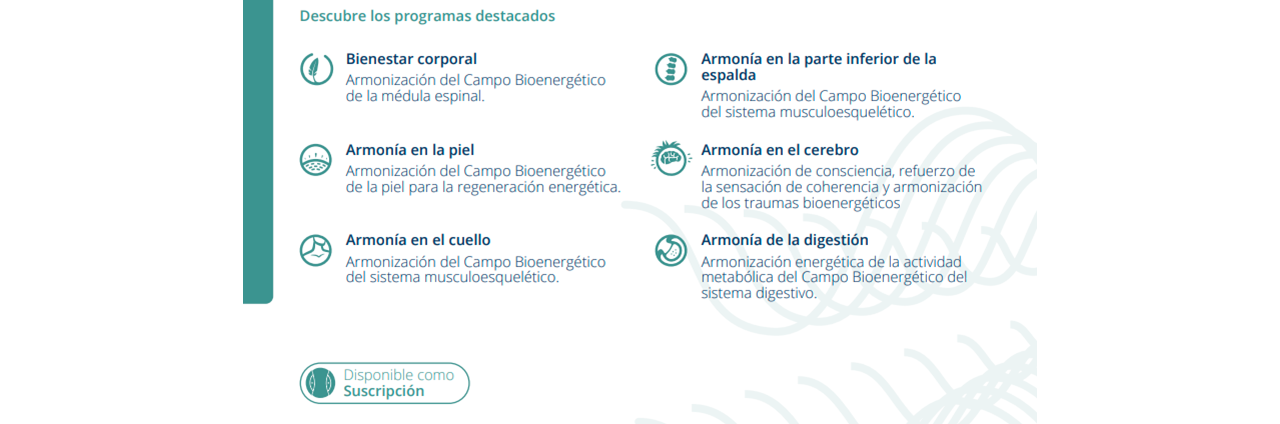 Descubre los programas destacados
Bienestar corporal
Armonización del Campo Bioenergético
de la médula espinal.
Armonía en la parte inferior de la
espalda
Armonización del Campo Bioenergético
del sistema musculoesquelético.
Armonía en la piel
Armonización del Campo Bioenergético
de la piel para la regeneración energética.
Armonía en el cerebro
Armonización de consciencia, refuerzo de
la sensación de coherencia y armonización
de los traumas bioenergéticos
Armonía en el cuello
Armonización del Campo Bioenergético
del sistema musculoesquelético.
Armonía de la digestión
Armonización energética de la actividad
metabólica del Campo Bioenergético del
sistema digestivo.
Disponible como
Suscripción